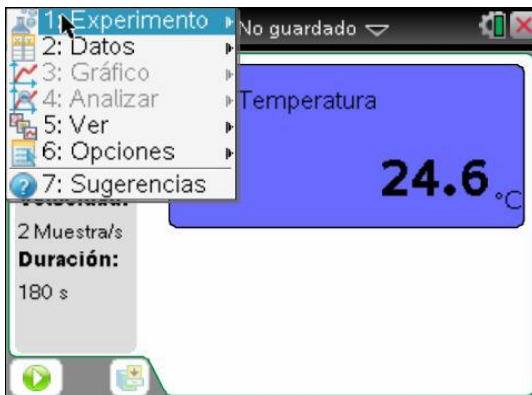 1: Experimento
No guardado
2: Datos
3: Gráfico
4: Analizar
Temperatura
5: Ver
6: Opciones
7: Sugerencias
24.6 °C
2 Muestra/s
Duración:
180 s